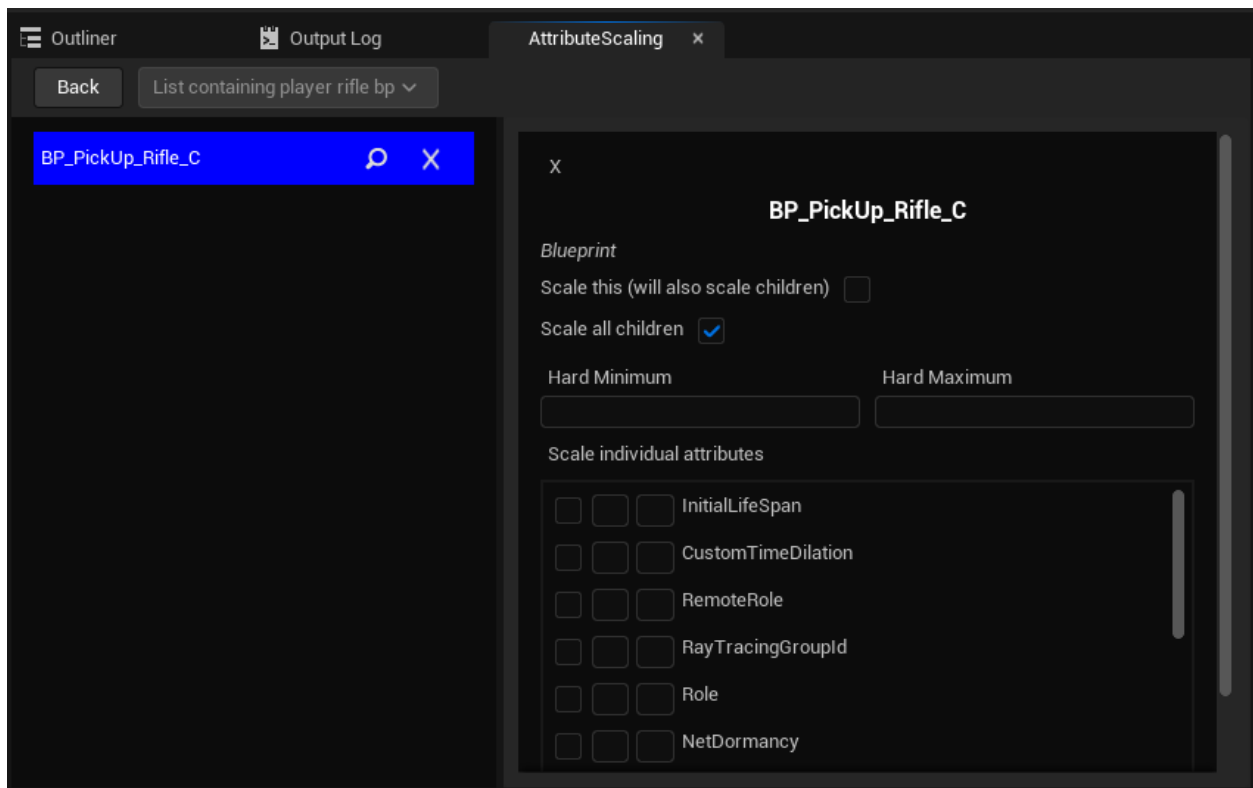 Outliner
Output Log
AttributeScaling ×
Back
List containing player rifle bp
BP_PickUp_Rifle_C X
X
BP_PickUp_Rifle_C
Blueprint
Scale this (will also scale children)
Scale all children
Hard Minimum Hard Maximum
Scale individual attributes
InitialLifeSpan
CustomTimeDilation
RemoteRole
RayTracingGroupId
Role
NetDormancy